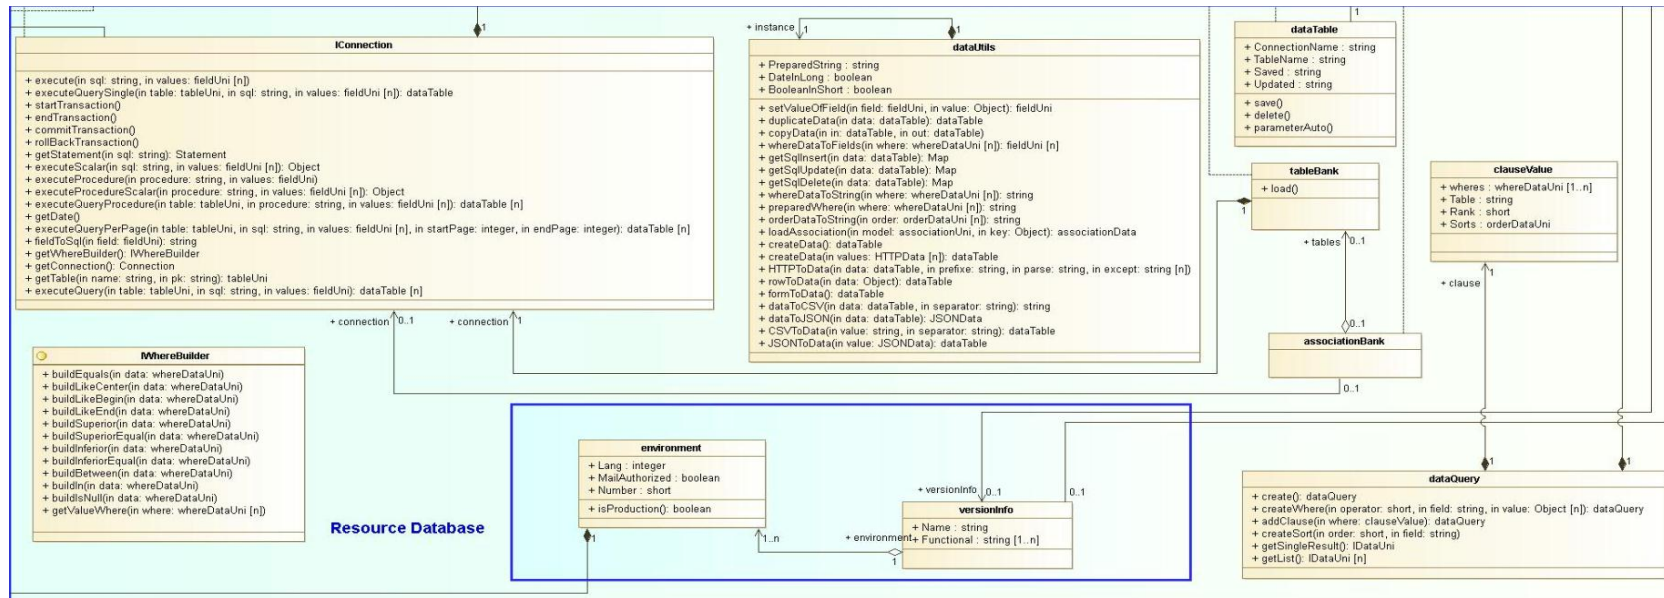 IConnection
+ execute(in sql: string, in values: fieldUni [n])
+ executeQuerySingle(in table: tableUni, in sql: string, in values: fieldUni [n]): dataTable
+ startTransaction()
+ endTransaction()
+ commitTransaction()
+ rollBackTransaction()
+ getStatement(in sql: string): Statement
+ executeScalar(in sql: string, in values: fieldUni [n]): Object
+ executeProcedure(in procedure: string, in values: fieldUni)
+ executeProcedureScalar(in procedure: string, in values: fieldUni [n]): Object
+ executeQueryProcedure(in table: tableUni, in procedure: string, in values: fieldUni [n]): dataTable [n]
+ getDate()
+ executeQueryPerPage(in table: tableUni, in sql: string, in values: fieldUni [n], in startPage: integer, in endPage: integer): dataTable [n]
+ fieldToSql(in field: fieldUni): string
+ getWhereBuilder(): IWhereBuilder
+ getConnection(): Connection
+ getTable(in name: string, in pk: string): tableUni
+ executeQuery(in table: tableUni, in sql: string, in values: fieldUni): dataTable [n]
1
+ connection
0..1
+ connection
1
IWhereBuilder
+ buildEquals(in data: whereDataUni)
+ buildLikeCenter(in data: whereDataUni)
+ buildLikeBegin(in data: whereDataUni)
+ buildLikeEnd(in data: whereDataUni)
+ buildSuperior(in data: whereDataUni)
+ buildSuperiorEqual(in data: whereDataUni)
+ buildInferior(in data: whereDataUni)
+ buildInferiorEqual(in data: whereDataUni)
+ buildBetween(in data: whereDataUni)
+ buildIn(in data: whereDataUni)
+ buildIsNull(in data: whereDataUni)
+ getValueWhere(in where: whereDataUni [n])
+ instance
1
1
dataUtils
+ PreparedString : string
+ DateInLong : boolean
+ BooleanInShort : boolean
+ setValueOfField(in field: fieldUni, in value: Object): fieldUni
+ duplicateData(in data: dataTable): dataTable
+ copyData(in in: dataTable, in out: dataTable)
+ whereDataToFields(in where: whereDataUni [n]): fieldUni [n]
+ getSqlInsert(in data: dataTable): Map
+ getSqlUpdate(in data: dataTable): Map
+ getSqlDelete(in data: dataTable): Map
+ whereDataToString(in where: whereDataUni [n]): string
+ preparedWhere(in where: whereDataUni [n]): string
+ orderDataToString(in order: orderDataUni [n]): string
+ loadAssociation(in model: associationUni, in key: Object): associationData
+ createData(): dataTable
+ createData(in values: HTTPData [n]): dataTable
+ HTTPToData(in data: dataTable, in prefixe: string, in parse: string, in except: string [n])
+ rowToData(in data: Object): dataTable
+ formToData(): dataTable
+ dataToCSV(in data: dataTable, in separator: string): string
+ dataToJSON(in data: dataTable): JSONData
+ CSVToData(in value: string, in separator: string): dataTable
+ JSONToData(in value: JSONData): dataTable
1
dataTable
+ ConnectionName : string
+ TableName : string
+ Saved : string
+ Updated : string
+ save()
+ delete()
+ parameterAuto()
tableBank
+ load()
1
+ tables
0..1
0..1
associationBank
0..1
clauseValue
+ wheres : whereDataUni [1..n]
+ Table : string
+ Rank : short
+ Sorts : orderDataUni
1
+ clause
1
1
dataQuery
+ create(): dataQuery
+ createWhere(in operator: short, in field: string, in value: Object [n]): dataQuery
+ addClause(in where: clauseValue): dataQuery
+ createSort(in order: short, in field: string)
+ getSingleResult(): IDataUni
+ getList(): IDataUni [n]
Resource Database
environment
+ Lang : integer
+ MailAuthorized : boolean
+ Number : short
+ isProduction(): boolean
1
1..n
+ environment
1
+ versionInfo
0..1
0..1
versionInfo
+ Name : string
+ Functional : string [1..n]